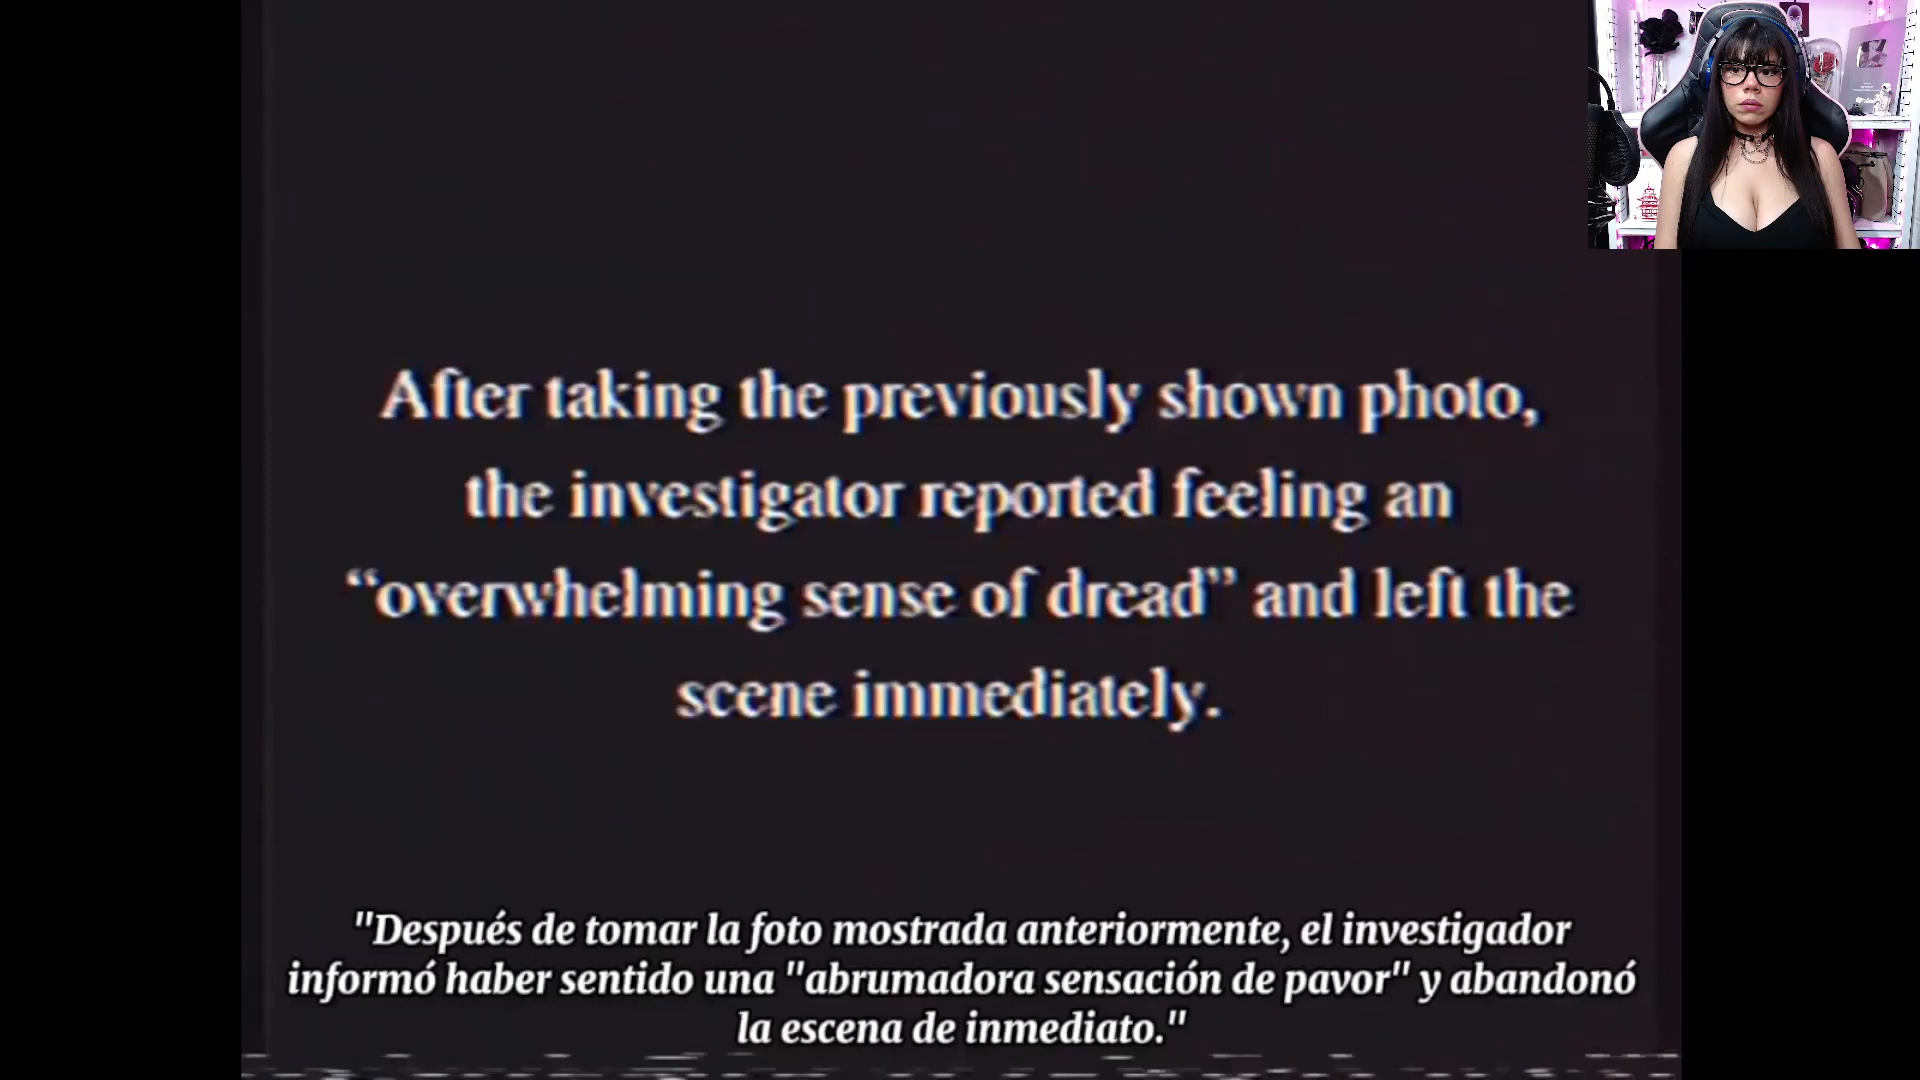 After taking the previously shown photo,
the investigator reported feeling an
“overwhelming sense of dread” and left the
scene immediately.
"Después de tomar la foto mostrada anteriormente, el investigador
informó haber sentido una "abrumadora sensación de pavor" y abandonó
la escena de inmediato."